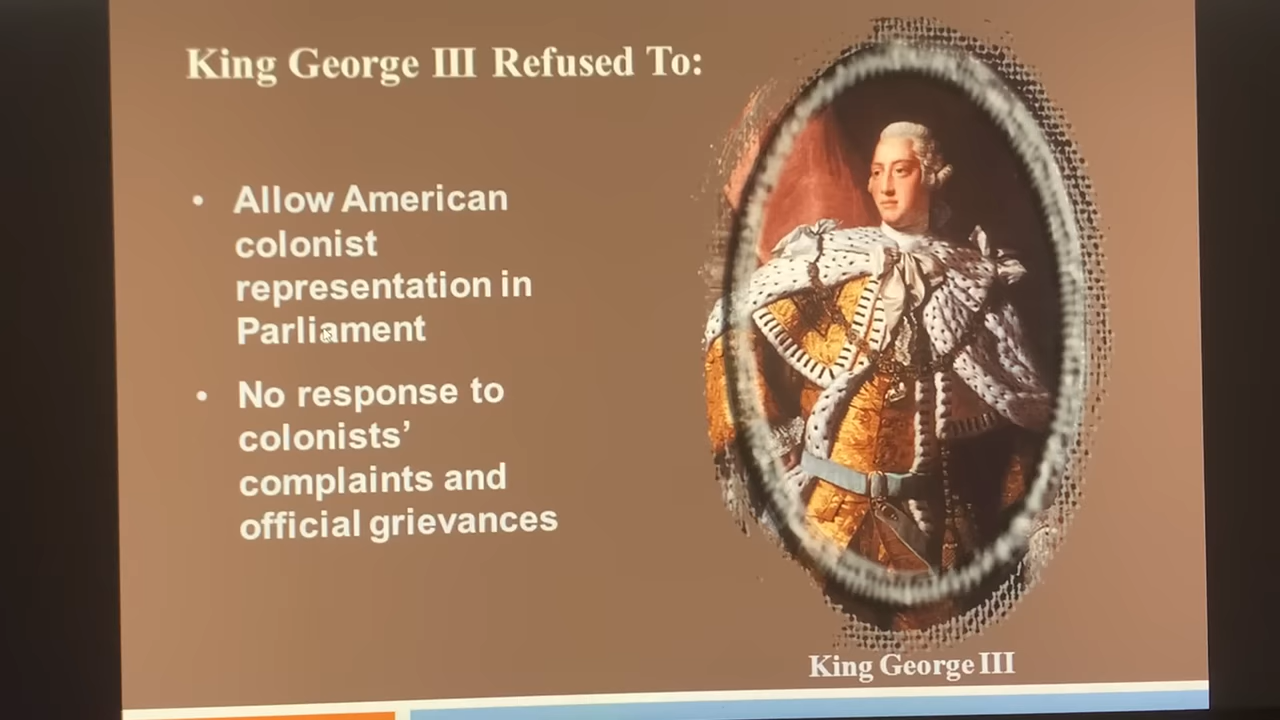 King George III Refused To:
• Allow American
colonist
representation in
Parliament
• No response to
colonists’
complaints and
official grievances
King George III